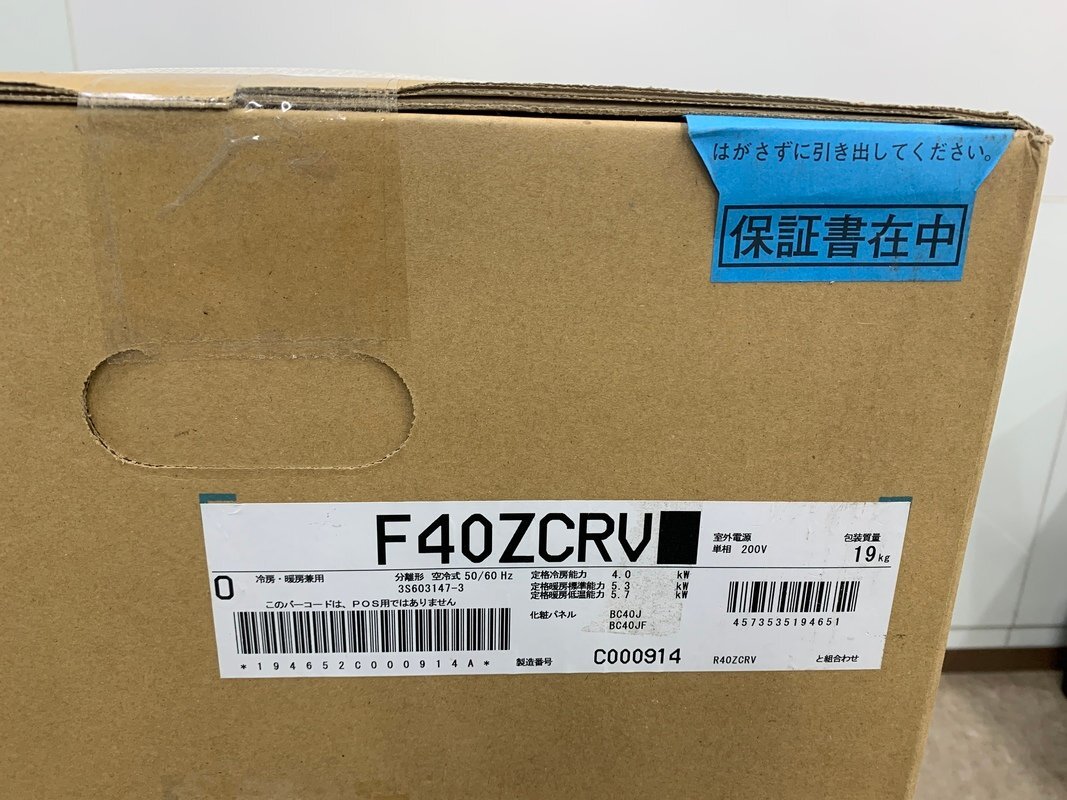 はがさずに引き出してください。
保証書在中
F40ZCRV■
室外電源
単相 200V
包装質量
19kg
0
冷房・暖房兼用
分離形 空冷式 50/60 Hz
3S603147-3
このバーコードは、POS用ではありません
定格冷房能力 4.0 kW
定格暖房標準能力 5.3 kW
定格暖房低温能力 5.7 kW
化粧パネル BC40J
BC40JF
4573535194651
*194652C000914A*
製造番号 C000914
R40ZCRV と組合わせ